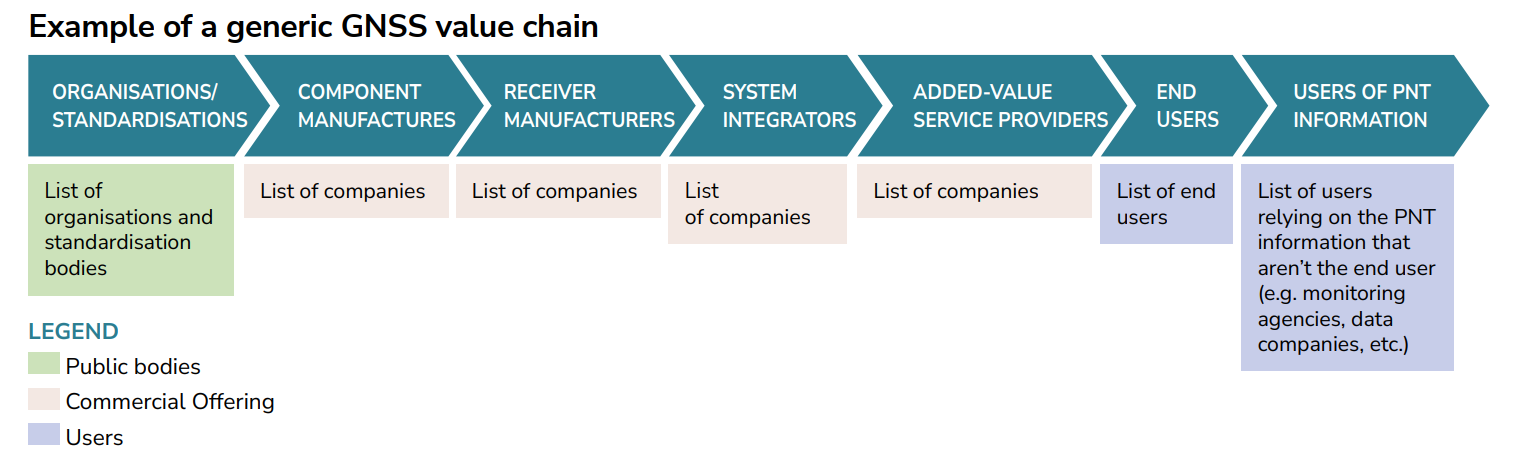 Example of a generic GNSS value chain
ORGANISATIONS/
STANDARDISATIONS
COMPONENT
MANUFACTURES
RECEIVER
MANUFACTURERS
SYSTEM
INTEGRATORS
ADDED-VALUE
SERVICE PROVIDERS
END
USERS
USERS OF PNT
INFORMATION
List of
organisations and
standardisation
bodies
List of companies
List of companies
List
of companies
List of companies
List of end
users
List of users
relying on the PNT
information that
aren’t the end user
(e.g. monitoring
agencies, data
companies, etc.)
LEGEND
Public bodies
Commercial Offering
Users